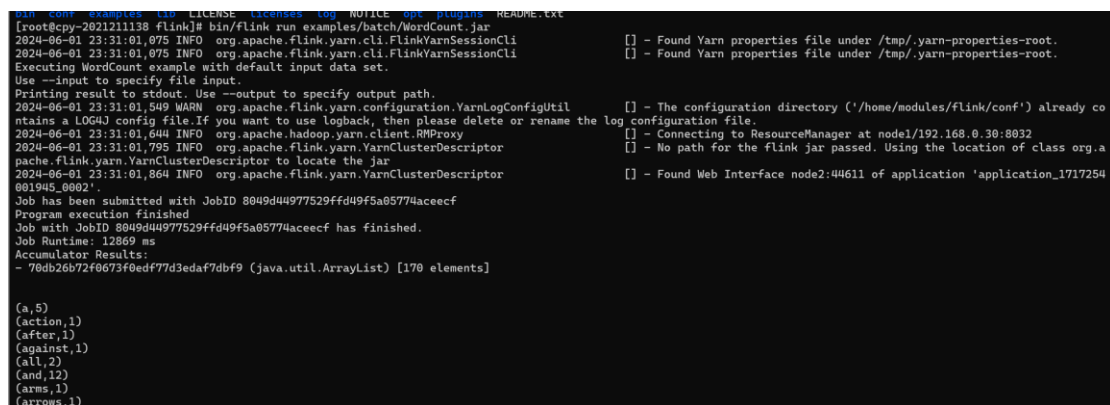 bin conf examples lib LICENSE licenses log NOTICE opt plugins README.txt
[root@cpy-2021211138 flink]# bin/flink run examples/batch/WordCount.jar
2024-06-01 23:31:01,075 INFO org.apache.flink.yarn.cli.FlinkYarnSessionCli [] - Found Yarn properties file under /tmp/.yarn-properties-root.
2024-06-01 23:31:01,075 INFO org.apache.flink.yarn.cli.FlinkYarnSessionCli [] - Found Yarn properties file under /tmp/.yarn-properties-root.
Executing WordCount example with default input data set.
Use --input to specify file input.
Printing result to stdout. Use --output to specify output path.
2024-06-01 23:31:01,549 WARN org.apache.flink.yarn.configuration.YarnLogConfigUtil [] - The configuration directory ('/home/modules/flink/conf') already co
ntains a LOG4J config file.If you want to use logback, then please delete or rename the log configuration file.
2024-06-01 23:31:01,644 INFO org.apache.hadoop.yarn.client.RMProxy [] - Connecting to ResourceManager at node1/192.168.0.30:8032
2024-06-01 23:31:01,795 INFO org.apache.flink.yarn.YarnClusterDescriptor [] - No path for the flink jar passed. Using the location of class org.a
pache.flink.yarn.YarnClusterDescriptor to locate the jar
2024-06-01 23:31:01,864 INFO org.apache.flink.yarn.YarnClusterDescriptor [] - Found Web Interface node2:44611 of application 'application_1717254
001945_0002'.
Job has been submitted with JobID 8049d44977529ffd49f5a05774aceecf
Program execution finished
Job with JobID 8049d44977529ffd49f5a05774aceecf has finished.
Job Runtime: 12869 ms
Accumulator Results:
- 70db26b72f0673f0edf77d3edaf7dbf9 (java.util.ArrayList) [170 elements]
(a,5)
(action,1)
(after,1)
(against,1)
(all,2)
(and,12)
(arms,1)
(arrows,1)